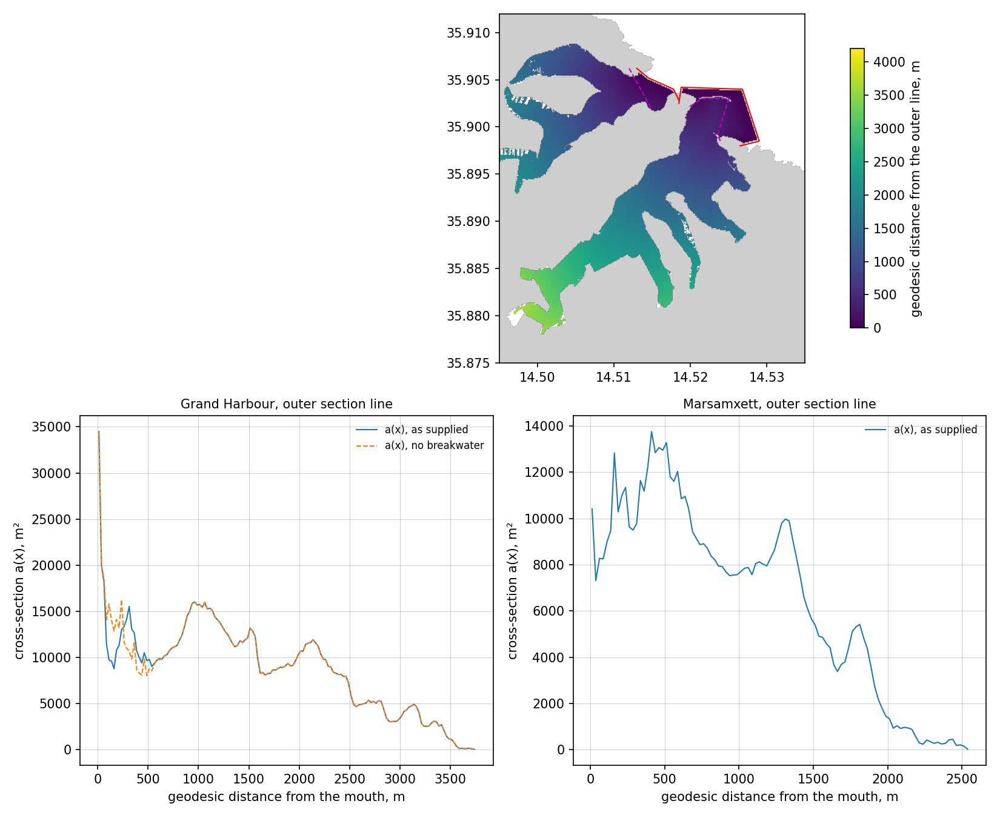 35.910
35.905
35.900
35.895
35.890
35.885
35.880
35.875
14.50 14.51 14.52 14.53
4000
3500
3000
2500
2000
1500
1000
500
0
geodesic distance from the outer line, m
Grand Harbour, outer section line
a(x), as supplied
a(x), no breakwater
35000
30000
25000
20000
15000
10000
5000
0
cross-section a(x), m²
0 500 1000 1500 2000 2500 3000 3500
geodesic distance from the mouth, m
Marsamxett, outer section line
a(x), as supplied
14000
12000
10000
8000
6000
4000
2000
0
cross-section a(x), m²
0 500 1000 1500 2000 2500
geodesic distance from the mouth, m